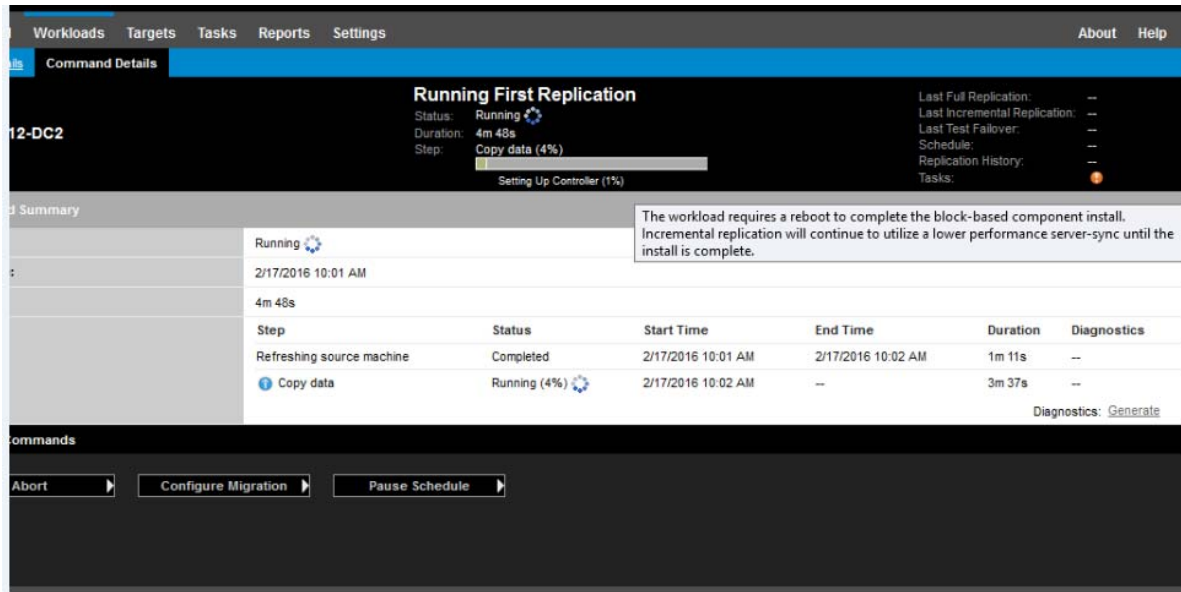 Workloads Targets Tasks Reports Settings About Help
Command Details
12-DC2
Running First Replication
Status: Running
Duration: 4m 48s
Step: Copy data (4%)
Setting Up Controller (1%)
Last Full Replication: --
Last Incremental Replication: --
Last Test Failover: --
Schedule: --
Replication History: --
Tasks:
d Summary
The workload requires a reboot to complete the block-based component install.
Incremental replication will continue to utilize a lower performance server-sync until the
install is complete.
Running
: 2/17/2016 10:01 AM
4m 48s
Step Status Start Time End Time Duration Diagnostics
Refreshing source machine Completed 2/17/2016 10:01 AM 2/17/2016 10:02 AM 1m 11s --
Copy data Running (4%) 2/17/2016 10:02 AM -- 3m 37s --
Diagnostics: Generate
Commands
Abort Configure Migration Pause Schedule